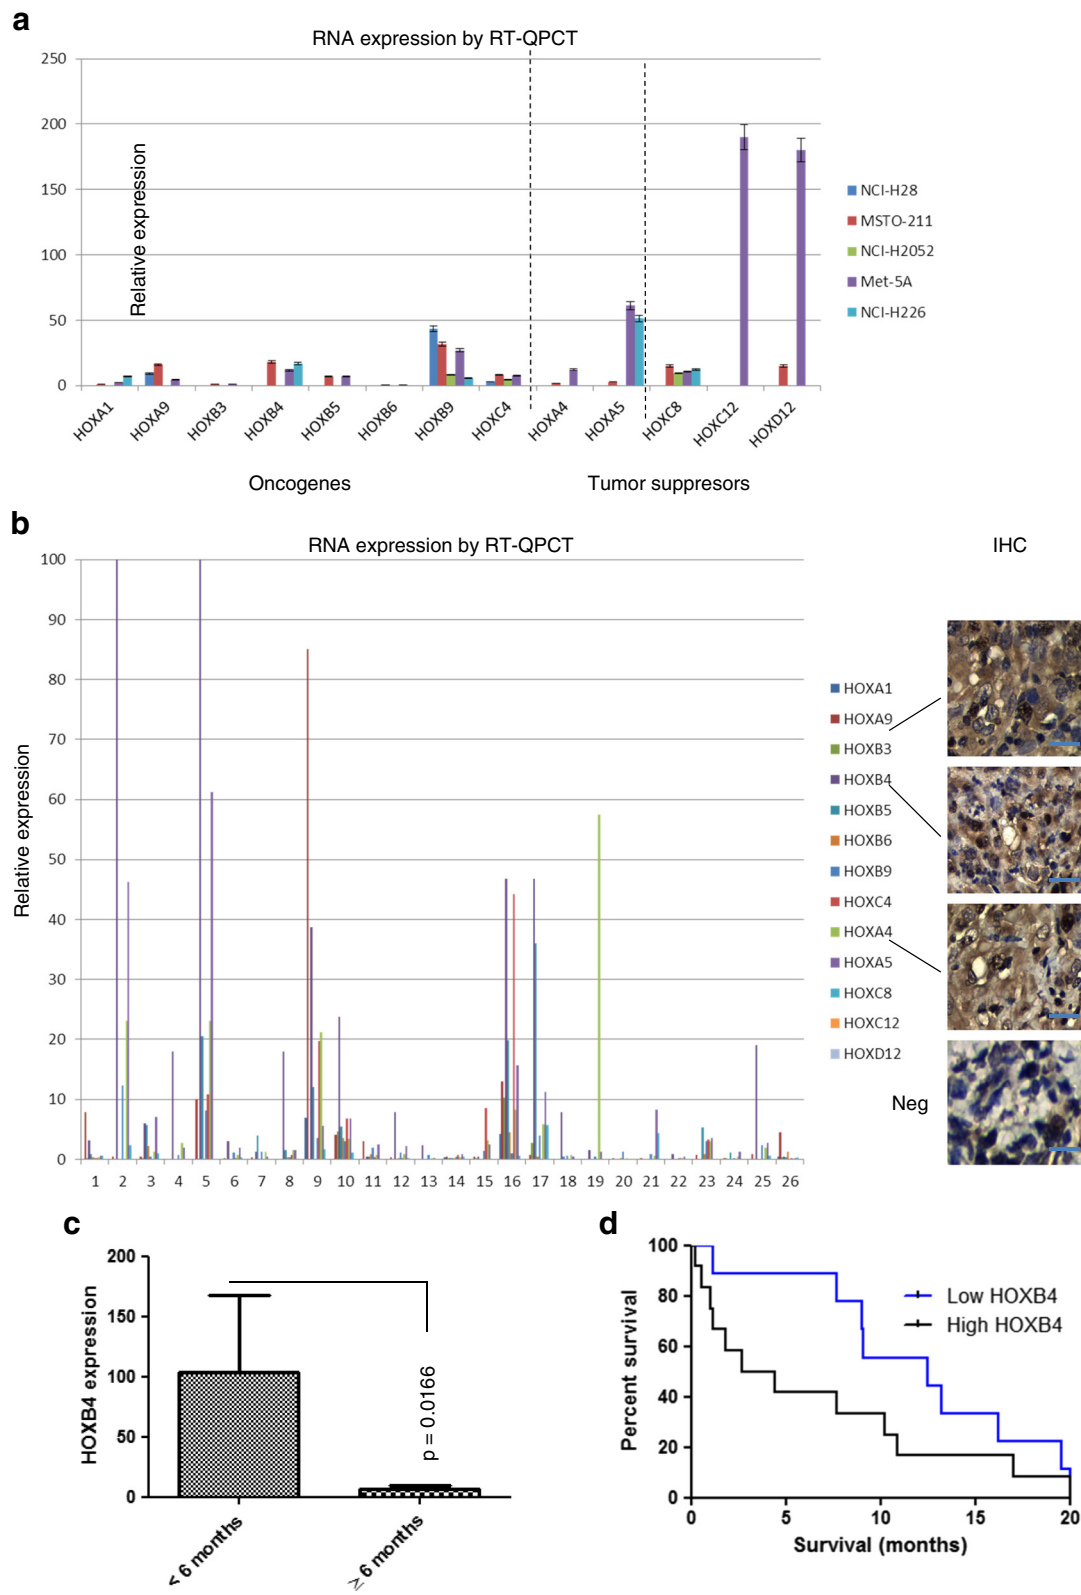 a
RNA expression by RT-QPCT
250
200
150
100
50
0
Relative expression
HOXA1
HOXA9
HOXB3
HOXB4
HOXB5
HOXB6
HOXB9
HOXC4
HOXA4
HOXA5
HOXC8
HOXC12
HOXD12
Oncogenes
Tumor suppresors
NCI-H28
MSTO-211
NCI-H2052
Met-5A
NCI-H226
b
RNA expression by RT-QPCT
IHC
100
90
80
70
60
50
40
30
20
10
0
Relative expression
1 2 3 4 5 6 7 8 9 10 11 12 13 14 15 16 17 18 19 20 21 22 23 24 25 26
HOXA1
HOXA9
HOXB3
HOXB4
HOXB5
HOXB6
HOXB9
HOXC4
HOXA4
HOXA5
HOXC8
HOXC12
HOXD12
Neg
c
200
150
100
50
0
HOXB4 expression
p = 0.0166
< 6 months
≥ 6 months
d
100
80
60
40
20
0
Percent survival
Low HOXB4
High HOXB4
0 5 10 15 20
Survival (months)